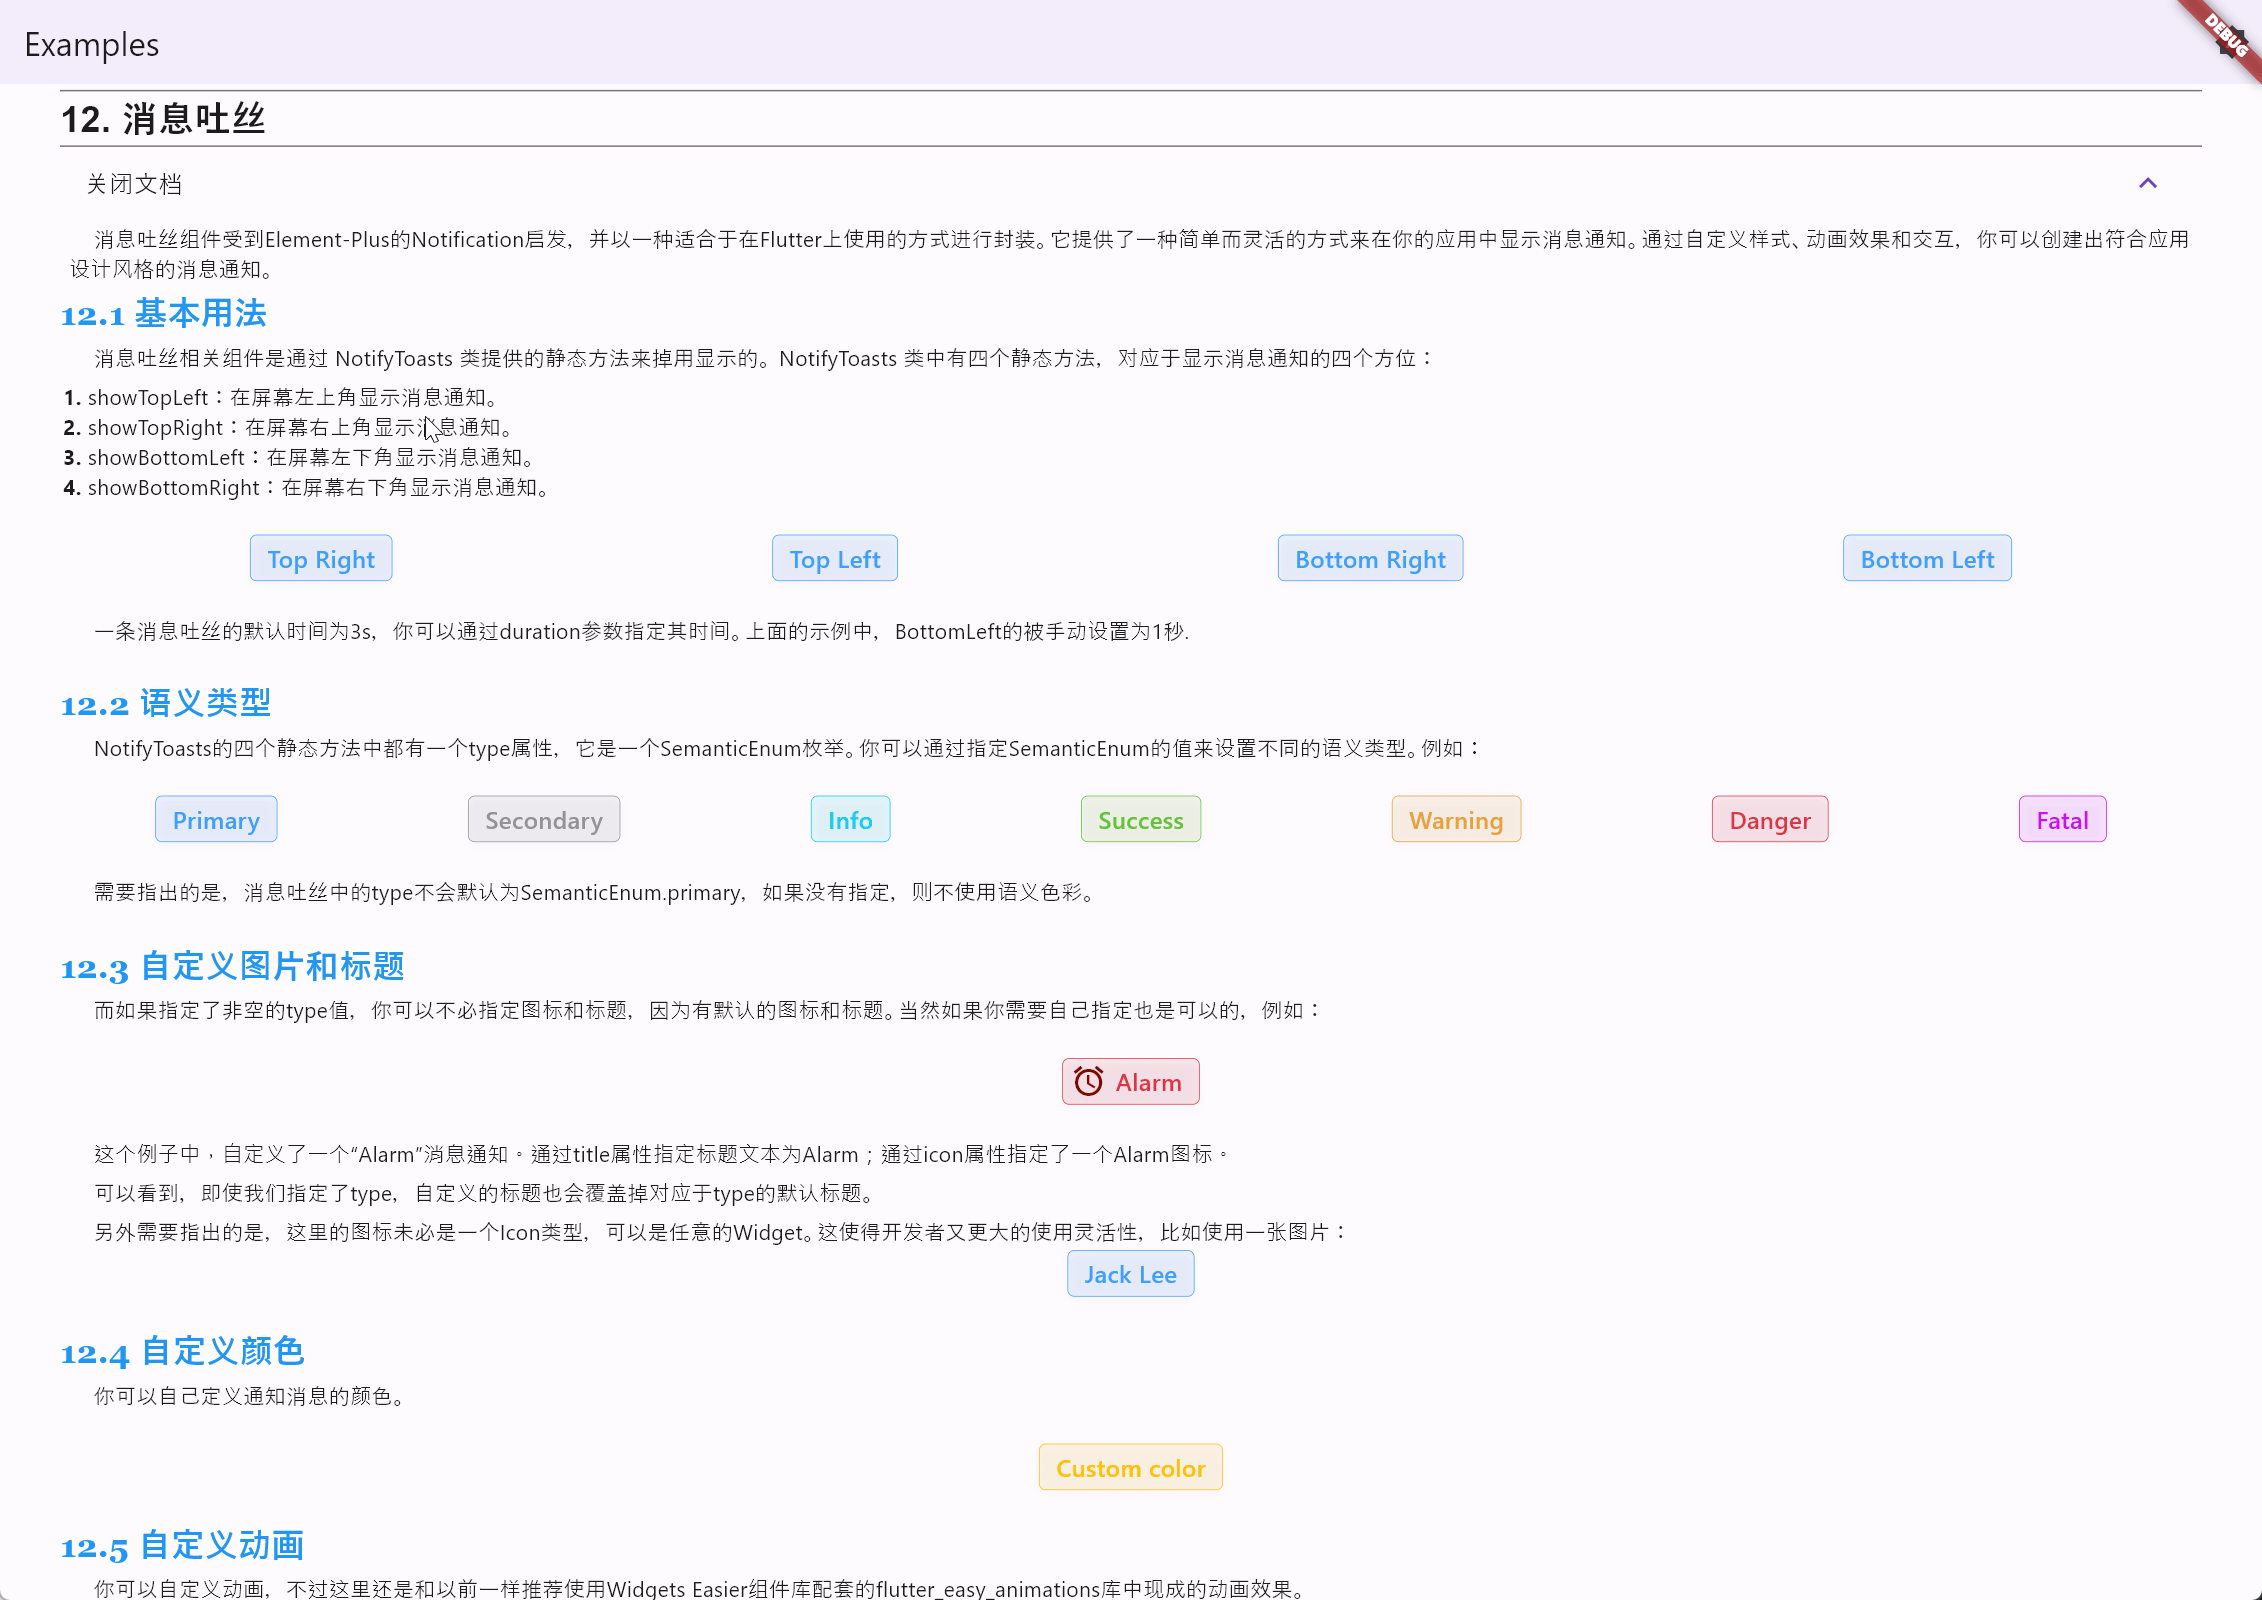 Examples
DEBUG
12. 消息吐丝
关闭文档
消息吐丝组件受到Element-Plus的Notification启发，并以一种适合于在Flutter上使用的方式进行封装。它提供了一种简单而灵活的方式来在你的应用中显示消息通知。通过自定义样式、动画效果和交互，你可以创建出符合应用
设计风格的消息通知。
12.1 基本用法
消息吐丝相关组件是通过 NotifyToasts 类提供的静态方法来掉用显示的。NotifyToasts 类中有四个静态方法，对应于显示消息通知的四个方位：
1. showTopLeft：在屏幕左上角显示消息通知。
2. showTopRight：在屏幕右上角显示消息通知。
3. showBottomLeft：在屏幕左下角显示消息通知。
4. showBottomRight：在屏幕右下角显示消息通知。
Top Right Top Left Bottom Right Bottom Left
一条消息吐丝的默认时间为3s，你可以通过duration参数指定其时间。上面的示例中，BottomLeft的被手动设置为1秒.
12.2 语义类型
NotifyToasts的四个静态方法中都有一个type属性，它是一个SemanticEnum枚举。你可以通过指定SemanticEnum的值来设置不同的语义类型。例如：
Primary Secondary Info Success Warning Danger Fatal
需要指出的是，消息吐丝中的type不会默认为SemanticEnum.primary，如果没有指定，则不使用语义色彩。
12.3 自定义图片和标题
而如果指定了非空的type值，你可以不必指定图标和标题，因为有默认的图标和标题。当然如果你需要自己指定也是可以的，例如：
Alarm
这个例子中，自定义了一个“Alarm”消息通知。通过title属性指定标题文本为Alarm；通过icon属性指定了一个Alarm图标。
可以看到，即使我们指定了type，自定义的标题也会覆盖掉对应于type的默认标题。
另外需要指出的是，这里的图标未必是一个Icon类型，可以是任意的Widget。这使得开发者又更大的使用灵活性，比如使用一张图片：
Jack Lee
12.4 自定义颜色
你可以自己定义通知消息的颜色。
Custom color
12.5 自定义动画
你可以自定义动画，不过这里还是和以前一样推荐使用Widgets Easier组件库配套的flutter_easy_animations库中现成的动画效果。